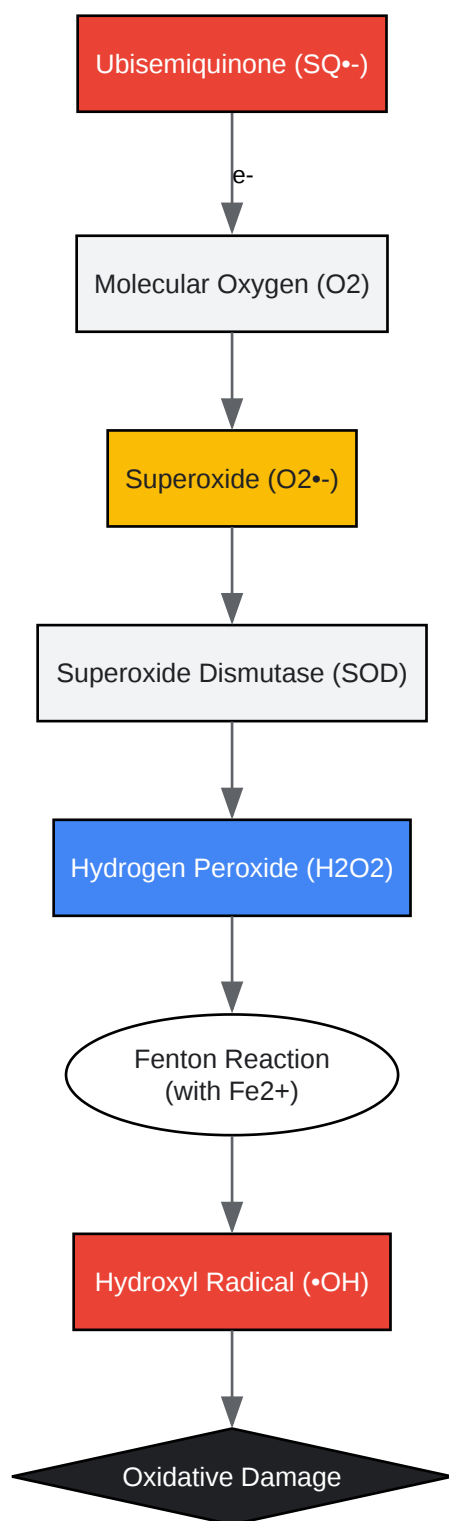 Ubisemiquinone (SQ•-)
e-
Molecular Oxygen (O2)
Superoxide (O2•-)
Superoxide Dismutase (SOD)
Hydrogen Peroxide (H2O2)
Fenton Reaction
(with Fe2+)
Hydroxyl Radical (•OH)
Oxidative Damage